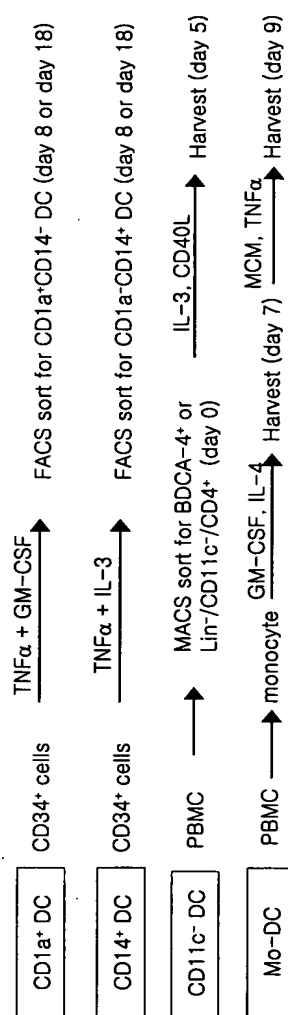 CD1a⁺ DC
CD34⁺ cells
TNFα + GM-CSF
FACS sort for CD1a⁺CD14⁻ DC (day 8 or day 18)
CD14⁺ DC
CD34⁺ cells
TNFα + IL-3
FACS sort for CD1a⁻CD14⁺ DC (day 8 or day 18)
CD11c⁻ DC
PBMC
MACS sort for BDCA-4⁺ or
Lin⁻/CD11c⁻/CD4⁺ (day 0)
IL-3, CD40L
Harvest (day 5)
Mo-DC
PBMC
monocyte
GM-CSF, IL-4
Harvest (day 7)
MCM, TNFα
Harvest (day 9)